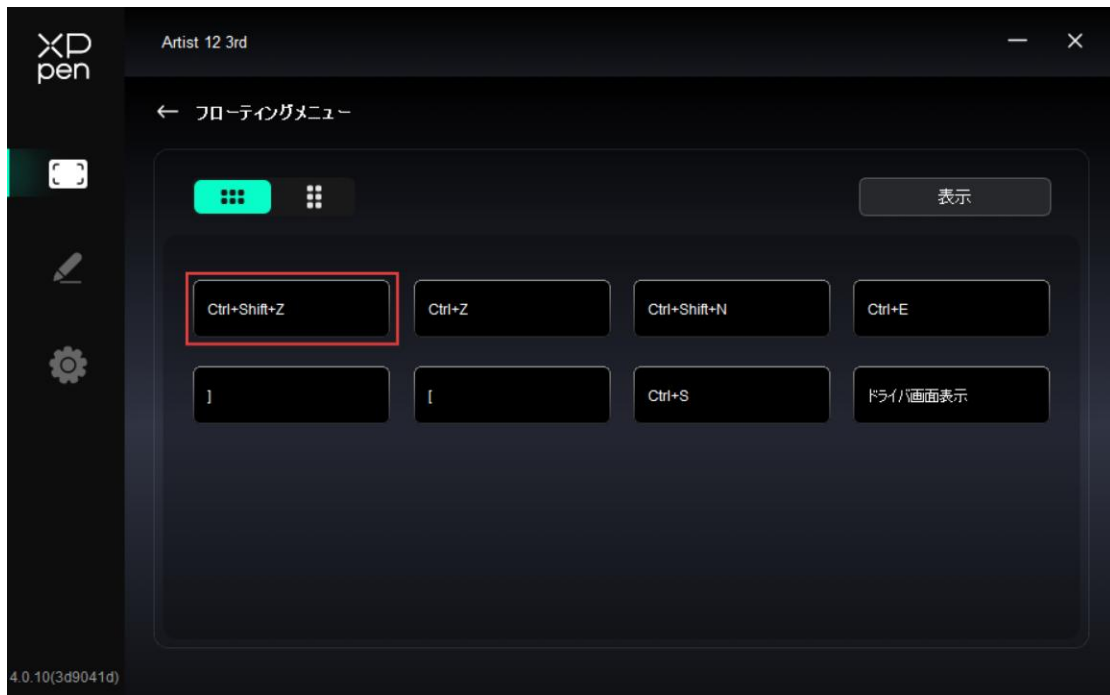 XP
pen
Artist 12 3rd
フローティングメニュー
表示
Ctrl+Shift+Z
Ctrl+Z
Ctrl+Shift+N
Ctrl+E
]
[
Ctrl+S
ドライバ画面表示
4.0.10(3d9041d)